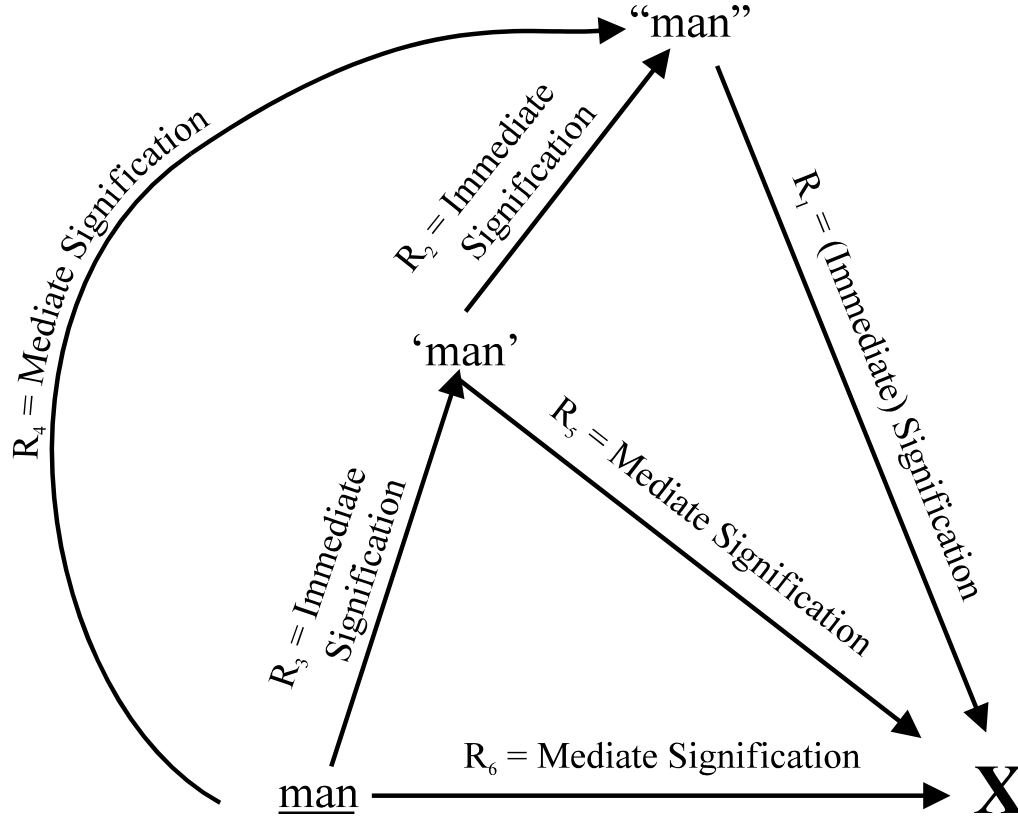 “man”
R₂ = Immediate
Signification
R₁ = (Immediate) Signification
R₄ = Mediate Signification
‘man’
R₅ = Mediate Signification
R₃ = Immediate
Signification
R₆ = Mediate Signification
man
X